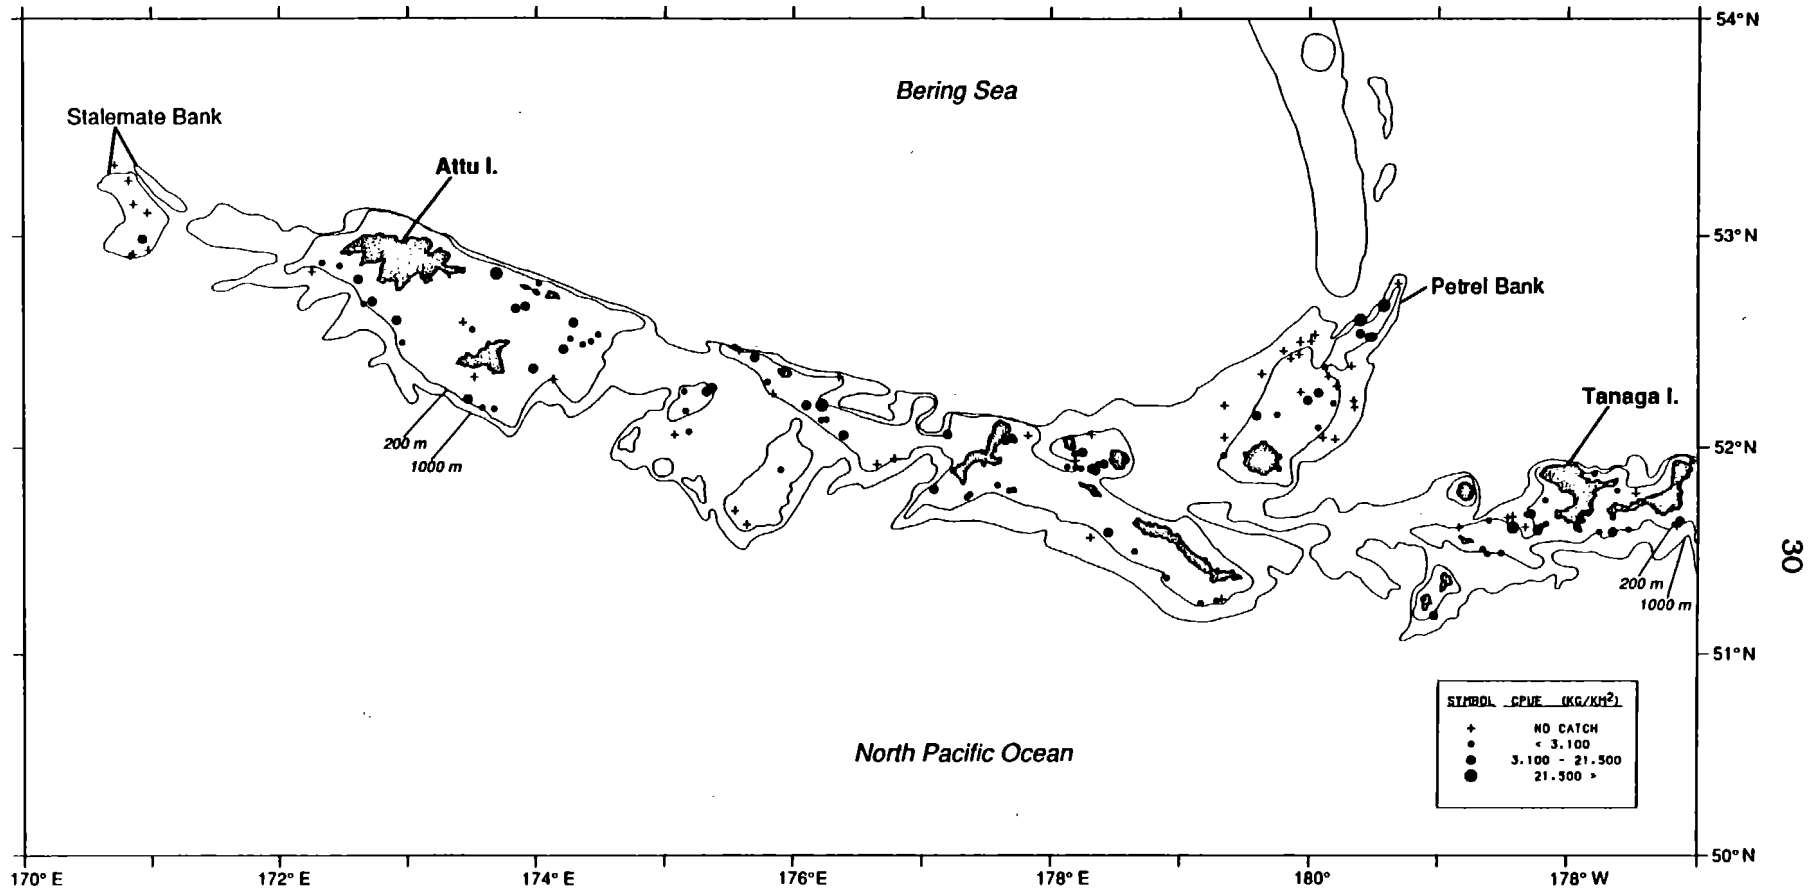 54° N
Bering Sea
Stalemate Bank
Attu I.
53° N
Petrel Bank
Tanaga I.
200 m
1000 m
52° N
30
200 m
1000 m
51° N
SYMBOL CPUE (KG/KM²)
+ NO CATCH
< 3.100
3.100 - 21.500
21.500 >
North Pacific Ocean
50° N
170° E 172° E 174° E 176° E 178° E 180° 178° W